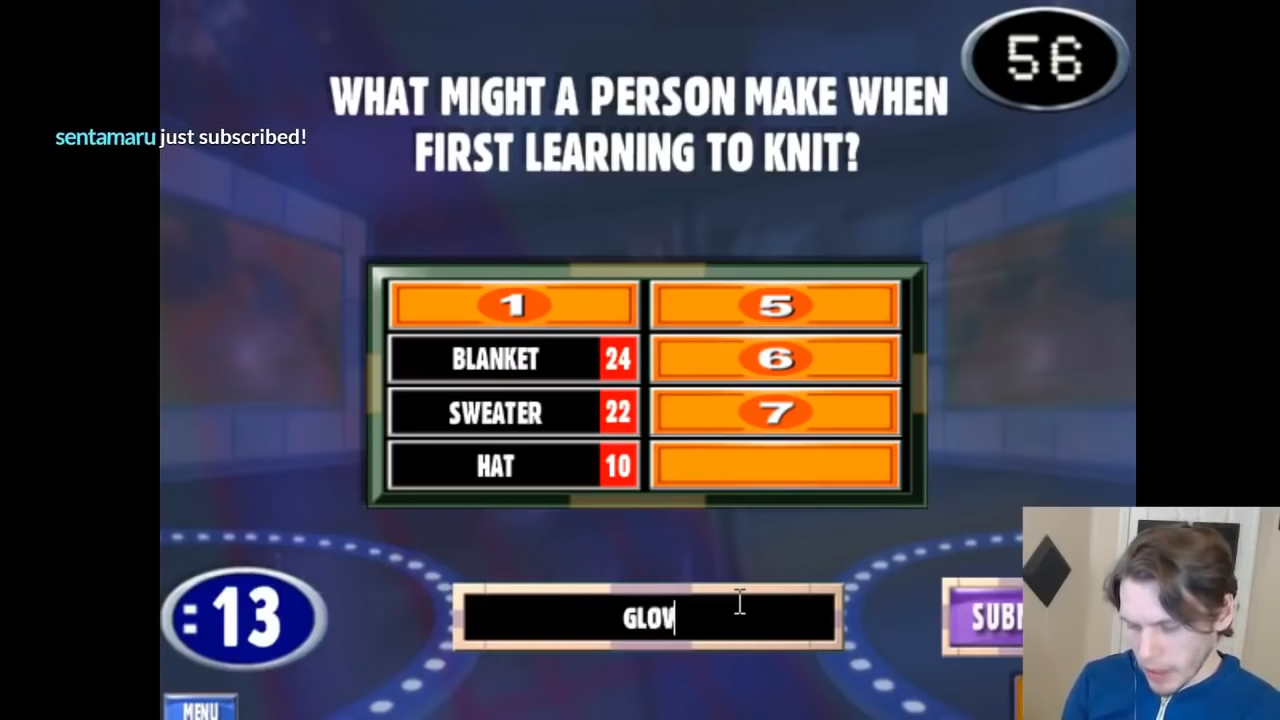 56
WHAT MIGHT A PERSON MAKE WHEN
FIRST LEARNING TO KNIT?
sentamaru just subscribed!
1
5
BLANKET 24
6
SWEATER 22
7
HAT 10
:13
GLOV
SUB
MENU